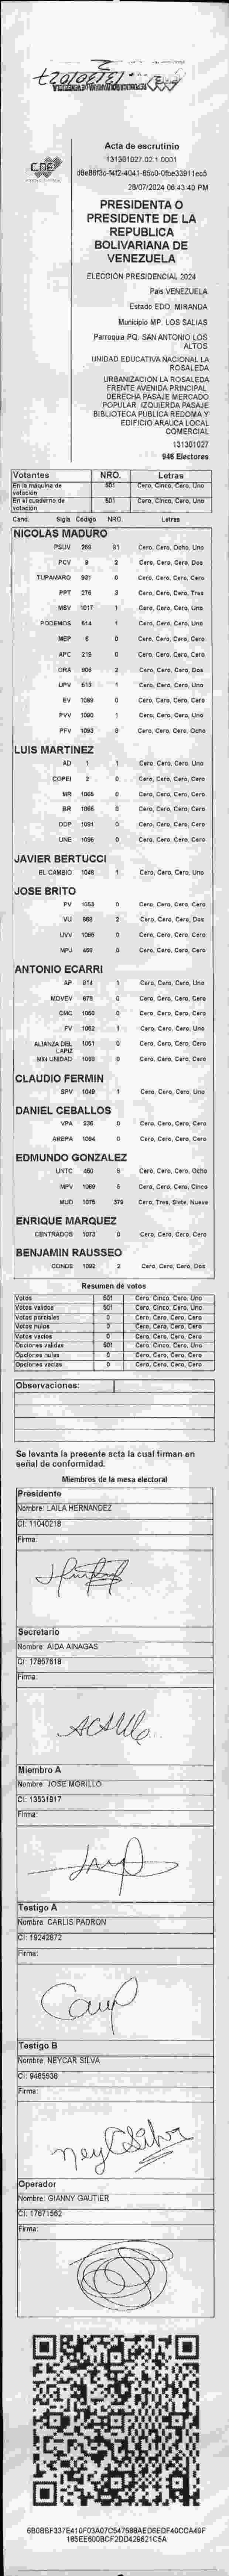 Acta de escrutinio
131301027.02.1.0001
28/07/2024 06:43:40 PM
CNE
PRESIDENTA O
PRESIDENTE DE LA
REPUBLICA
BOLIVARIANA DE
VENEZUELA
ELECCIÓN PRESIDENCIAL 2024
País VENEZUELA
Estado EDO. MIRANDA
Municipio MP. LOS SALIAS
Parroquia PQ. SAN ANTONIO LOS
ALTOS
UNIDAD EDUCATIVA NACIONAL LA
ROSALEDA
URBANIZACIÓN LA ROSALEDA
FRENTE AVENIDA PRINCIPAL
DERECHA PASAJE MERCADO
POPULAR. IZQUIERDA PASAJE
BIBLIOTECA PUBLICA REDOMA Y
EDIFICIO ARAUCA LOCAL
COMERCIAL
131301027
946 Electores
Votantes NRO. Letras
En la máquina de votación 501 Cero, Cinco, Cero, Uno
En el cuaderno de votación 501 Cero, Cinco, Cero, Uno
Cand. Sigla Código NRO. Letras
NICOLAS MADURO
PSUV 269 81 Cero, Cero, Ocho, Uno
PCV 9 2 Cero, Cero, Cero, Dos
TUPAMARO 931 0 Cero, Cero, Cero, Cero
PPT 276 3 Cero, Cero, Cero, Tres
MSV 1017 1 Cero, Cero, Cero, Uno
PODEMOS 614 1 Cero, Cero, Cero, Uno
MEP 6 0 Cero, Cero, Cero, Cero
APC 219 0 Cero, Cero, Cero, Cero
ORA 906 2 Cero, Cero, Cero, Dos
UPV 613 1 Cero, Cero, Cero, Uno
EV 1089 0 Cero, Cero, Cero, Cero
PVV 1090 1 Cero, Cero, Cero, Uno
PFV 1093 8 Cero, Cero, Cero, Ocho
LUIS MARTINEZ
AD 1 1 Cero, Cero, Cero, Uno
COPEI 2 0 Cero, Cero, Cero, Cero
MR 1065 0 Cero, Cero, Cero, Cero
BR 1066 0 Cero, Cero, Cero, Cero
DDP 1091 0 Cero, Cero, Cero, Cero
UNE 1096 0 Cero, Cero, Cero, Cero
JAVIER BERTUCCI
EL CAMBIO 1048 1 Cero, Cero, Cero, Uno
JOSE BRITO
PV 1053 0 Cero, Cero, Cero, Cero
VU 868 2 Cero, Cero, Cero, Dos
UVV 1095 0 Cero, Cero, Cero, Cero
MPJ 459 0 Cero, Cero, Cero, Cero
ANTONIO ECARRI
AP 914 1 Cero, Cero, Cero, Uno
MOVEV 678 0 Cero, Cero, Cero, Cero
CMC 1050 0 Cero, Cero, Cero, Cero
FV 1062 1 Cero, Cero, Cero, Uno
ALIANZA DEL LAPIZ 1061 0 Cero, Cero, Cero, Cero
MIN UNIDAD 1068 0 Cero, Cero, Cero, Cero
CLAUDIO FERMIN
SPV 1049 1 Cero, Cero, Cero, Uno
DANIEL CEBALLOS
VPA 236 0 Cero, Cero, Cero, Cero
AREPA 1094 0 Cero, Cero, Cero, Cero
EDMUNDO GONZALEZ
UNTC 450 8 Cero, Cero, Cero, Ocho
MPV 1069 5 Cero, Cero, Cero, Cinco
MUD 1075 379 Cero, Tres, Siete, Nueve
ENRIQUE MARQUEZ
CENTRADOS 1073 0 Cero, Cero, Cero, Cero
BENJAMIN RAUSSEO
CONDE 1092 2 Cero, Cero, Cero, Dos
Resumen de votos
Votos 501 Cero, Cinco, Cero, Uno
Votos validos 501 Cero, Cinco, Cero, Uno
Votos parciales 0 Cero, Cero, Cero, Cero
Votos nulos 0 Cero, Cero, Cero, Cero
Votos vacios 0 Cero, Cero, Cero, Cero
Opciones validas 501 Cero, Cinco, Cero, Uno
Opciones nulas 0 Cero, Cero, Cero, Cero
Opciones vacias 0 Cero, Cero, Cero, Cero
Observaciones:
Se levanta la presente acta la cual firman en
señal de conformidad.
Miembros de la mesa electoral
Presidente
Nombre: LAILA HERNANDEZ
CI: 11040218
Firma:
Secretario
Nombre: AIDA AINAGAS
CI: 17857618
Firma:
Miembro A
Nombre: JOSE MORILLO
CI: 13831917
Firma:
Testigo A
Nombre: CARLIS PADRON
CI: 19242872
Firma:
Testigo B
Nombre: NEYCAR SILVA
CI: 9485538
Firma:
Neyc Silva
Operador
Nombre: GIANNY GAUTIER
CI: 17671562
Firma: